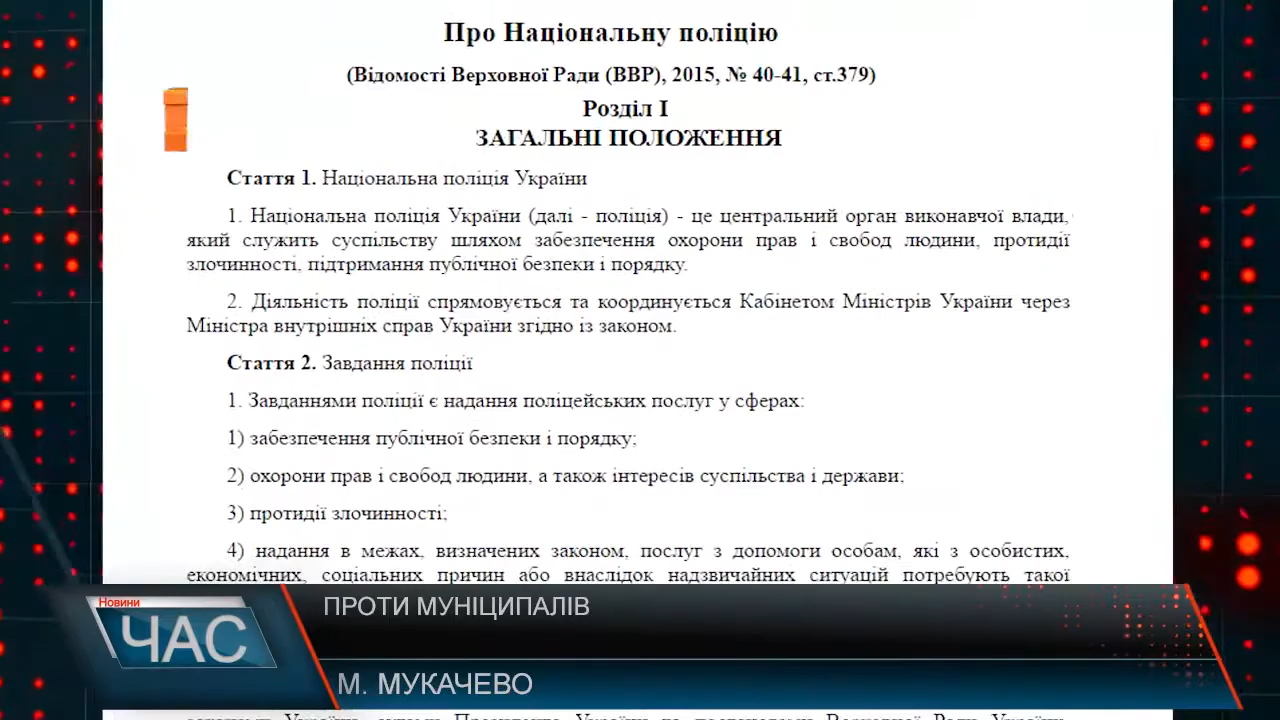 Про Національну поліцію
(Відомості Верховної Ради (ВВР), 2015, № 40-41, ст.379)
Розділ I
ЗАГАЛЬНІ ПОЛОЖЕННЯ
Стаття 1. Національна поліція України
1. Національна поліція України (далі - поліція) - це центральний орган виконавчої влади,
який служить суспільству шляхом забезпечення охорони прав і свобод людини, протидії
злочинності, підтримання публічної безпеки і порядку.
2. Діяльність поліції спрямовується та координується Кабінетом Міністрів України через
Міністра внутрішніх справ України згідно із законом.
Стаття 2. Завдання поліції
1. Завданнями поліції є надання поліцейських послуг у сферах:
1) забезпечення публічної безпеки і порядку;
2) охорони прав і свобод людини, а також інтересів суспільства і держави;
3) протидії злочинності;
4) надання в межах, визначених законом, послуг з допомоги особам, які з особистих,
економічних, соціальних причин або внаслідок надзвичайних ситуацій потребують такої
Новини
ЧАС
ПРОТИ МУНІЦИПАЛІВ
М. МУКАЧЕВО